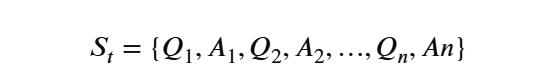 Sₜ = {Q₁, A₁, Q₂, A₂, …, Qₙ, An}